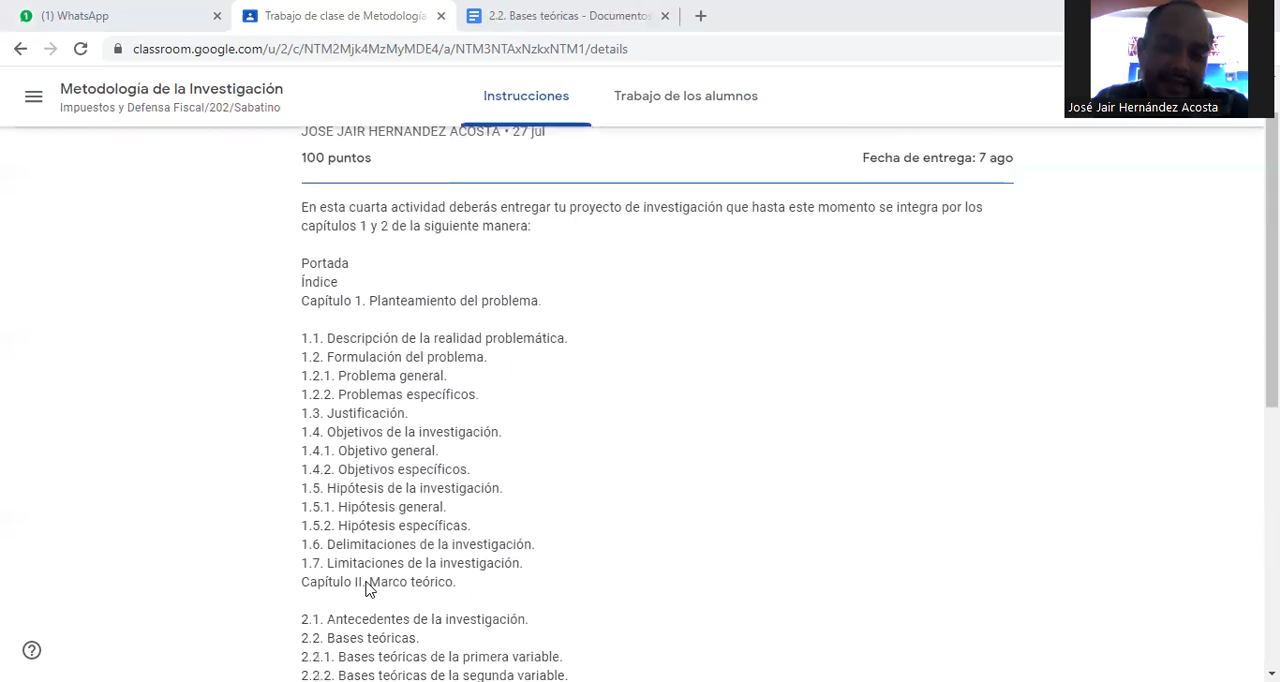 (1) WhatsApp
Trabajo de clase de Metodología
2.2. Bases teóricas - Documentos
classroom.google.com/u/2/c/NTM2Mjk4MzMyMDE4/a/NTM3NTAxNzkxNTM1/details
Metodología de la Investigación
Impuestos y Defensa Fiscal/202/Sabatino
Instrucciones
Trabajo de los alumnos
José Jair Hernández Acosta
JOSE JAIR HERNANDEZ ACOSTA • 27 jul
100 puntos
Fecha de entrega: 7 ago
En esta cuarta actividad deberás entregar tu proyecto de investigación que hasta este momento se integra por los
capítulos 1 y 2 de la siguiente manera:
Portada
Índice
Capítulo 1. Planteamiento del problema.
1.1. Descripción de la realidad problemática.
1.2. Formulación del problema.
1.2.1. Problema general.
1.2.2. Problemas específicos.
1.3. Justificación.
1.4. Objetivos de la investigación.
1.4.1. Objetivo general.
1.4.2. Objetivos específicos.
1.5. Hipótesis de la investigación.
1.5.1. Hipótesis general.
1.5.2. Hipótesis específicas.
1.6. Delimitaciones de la investigación.
1.7. Limitaciones de la investigación.
Capítulo II. Marco teórico.
2.1. Antecedentes de la investigación.
2.2. Bases teóricas.
2.2.1. Bases teóricas de la primera variable.
2.2.2. Bases teóricas de la segunda variable.